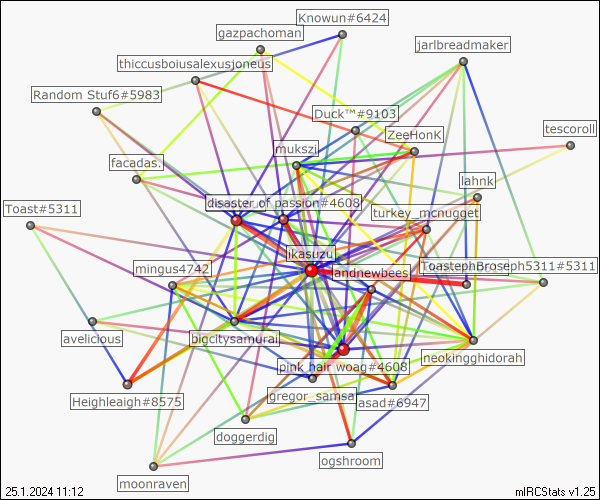 Knowun#6424
gazpachoman
jarlbreadmaker
thiccusboiusalexusjoneus
Random Stuf6#5983
Duck™#9103
ZeeHonK
tescoroll
mukszi
facadas.
lahnk
disaster of passion#4608
Toast#5311
turkey_mcnugget
jkasuzu
mingus4742
landnewbees
ToastephBroseph5311#5311
avelicious
bigcitysamurai
neokingghidorah
pink hair woag#4608
gregor_samsa
asad#6947
Heighleaigh#8575
doggerdig
ogshroom
moonraven
25.1.2024 11:12
mIRCStats v1.25